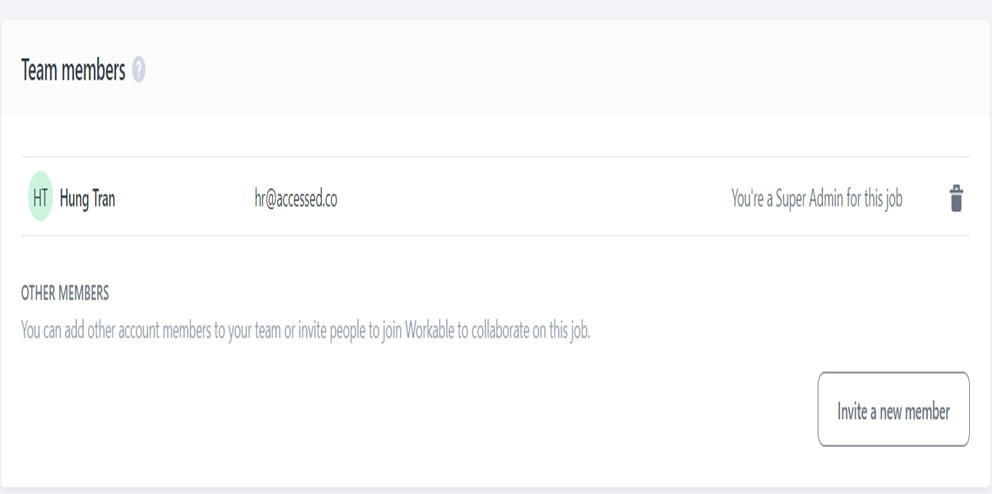 Team members ?
HT Hung Tran hr@accessed.co You're a Super Admin for this job
OTHER MEMBERS
You can add other account members to your team or invite people to join Workable to collaborate on this job.
Invite a new member